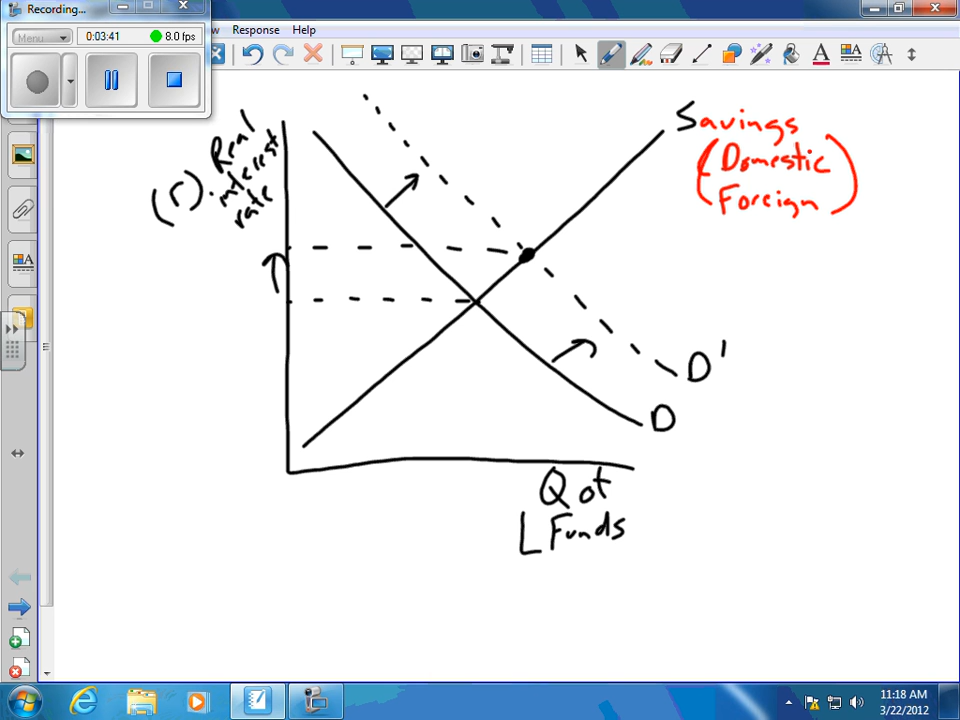 Recording...
Menu
0:03:41
8.0 fps
Response
Help
Savings
(Domestic
Foreign)
(r).
Real
interest
rate
D'
D
Q of
L Funds
11:18 AM
3/22/2012